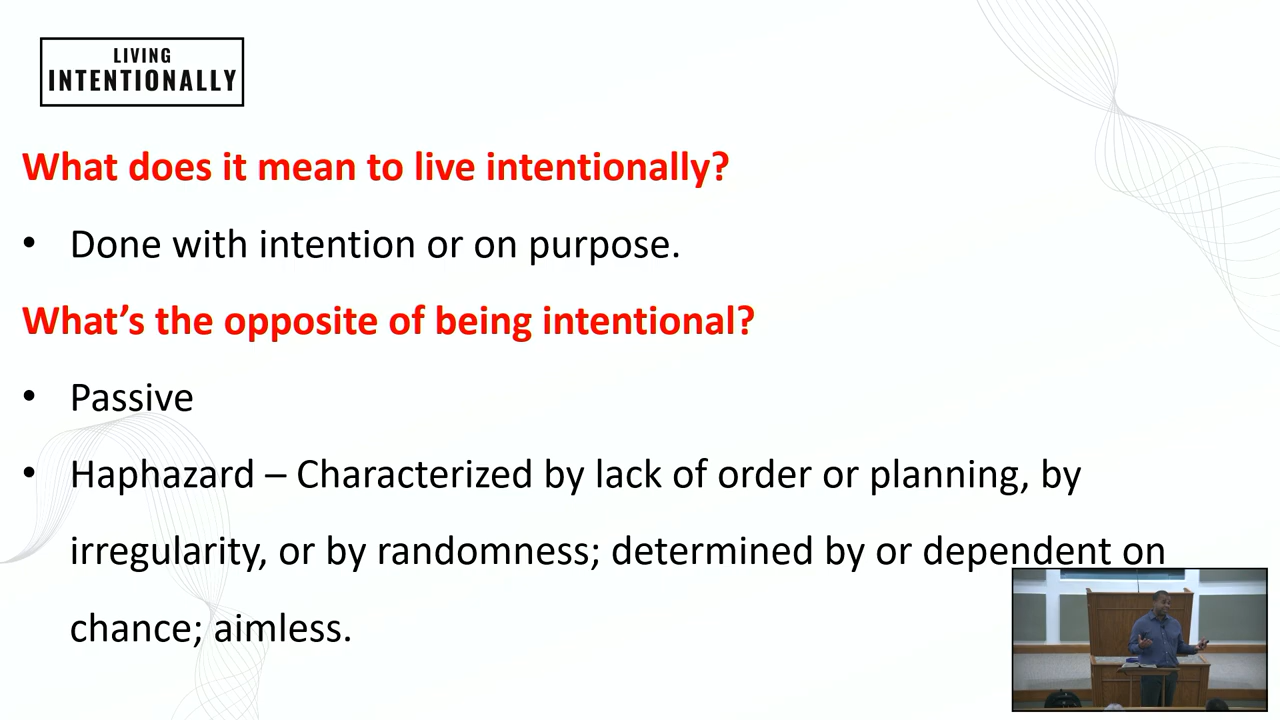 LIVING
INTENTIONALLY
What does it mean to live intentionally?
• Done with intention or on purpose.
What’s the opposite of being intentional?
• Passive
• Haphazard – Characterized by lack of order or planning, by
irregularity, or by randomness; determined by or dependent on
chance; aimless.